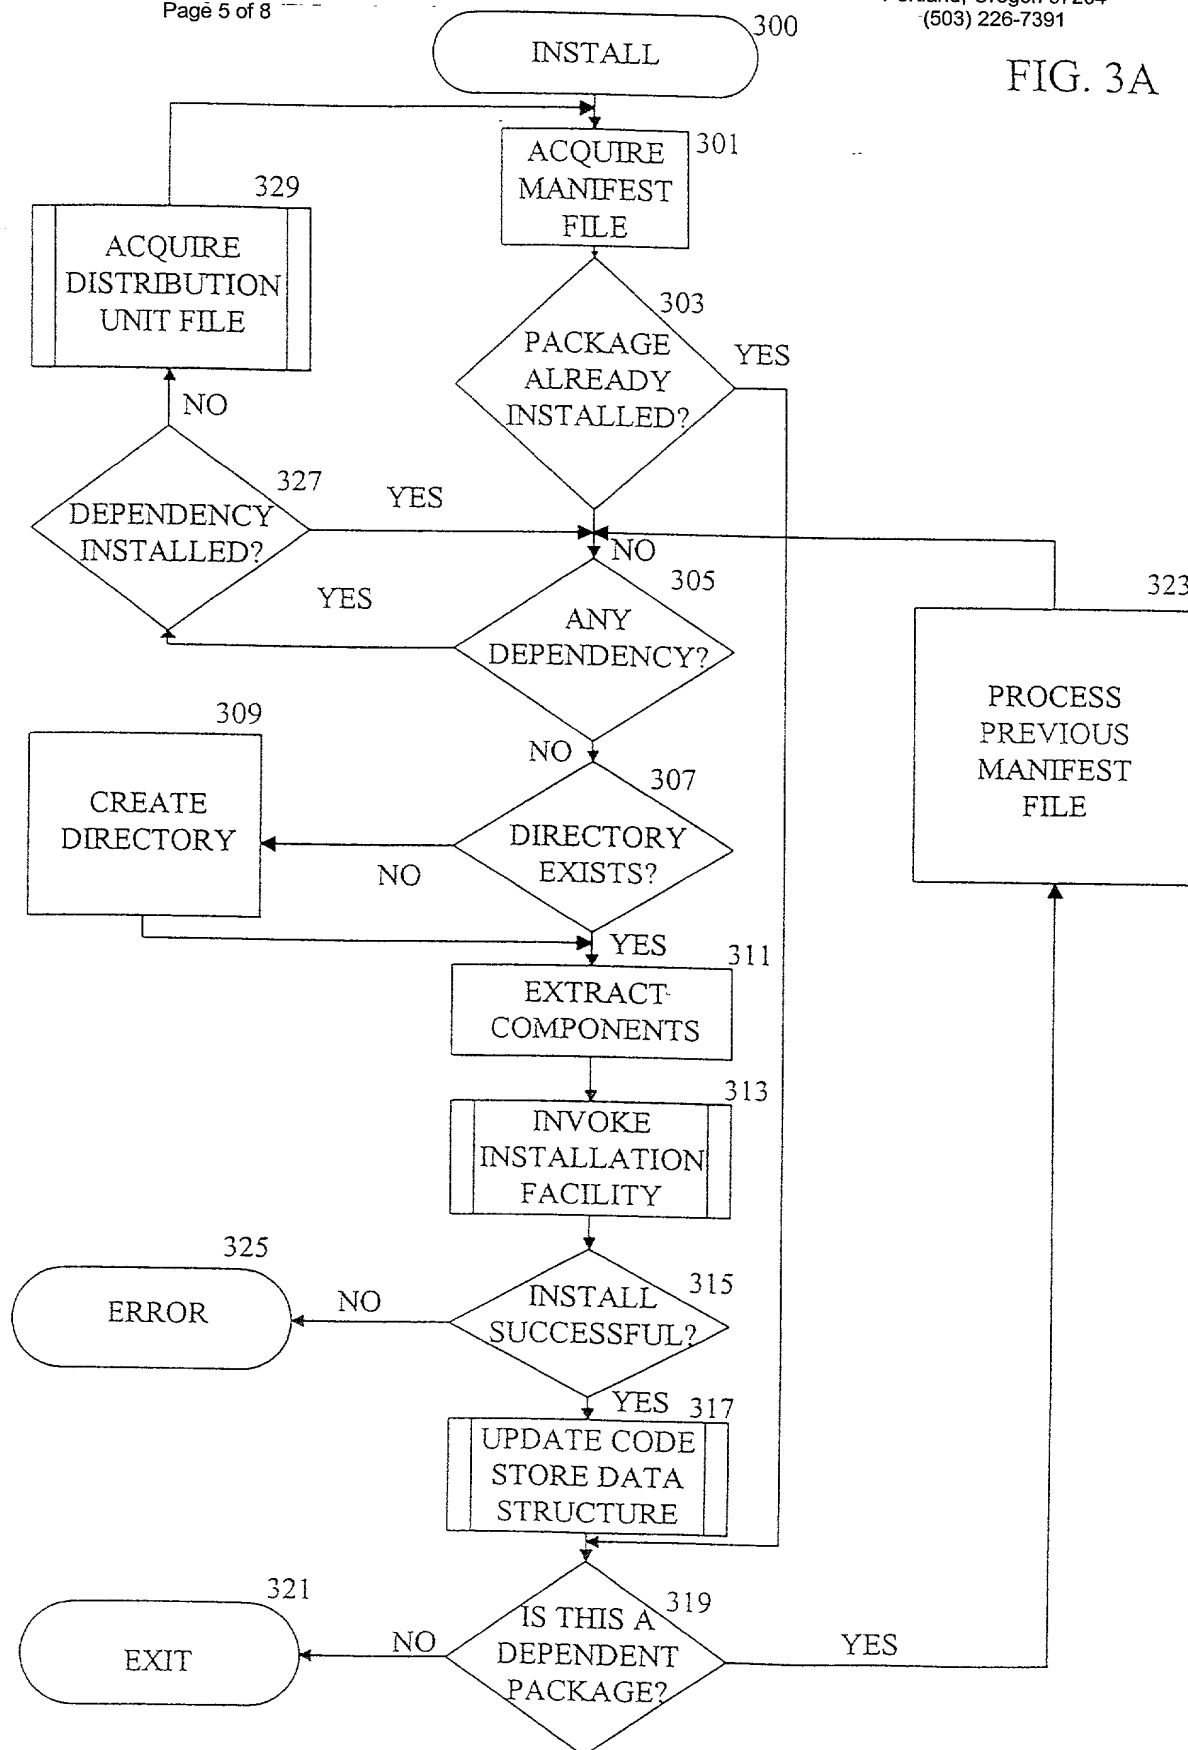 Page 5 of 8
(503) 226-7391
300
INSTALL
FIG. 3A
301
ACQUIRE
MANIFEST
FILE
329
ACQUIRE
DISTRIBUTION
UNIT FILE
303
PACKAGE
ALREADY
INSTALLED?
YES
NO
327
DEPENDENCY
INSTALLED?
YES
NO
305
ANY
DEPENDENCY?
YES
323
PROCESS
PREVIOUS
MANIFEST
FILE
309
CREATE
DIRECTORY
NO
307
DIRECTORY
EXISTS?
NO
YES
311
EXTRACT
COMPONENTS
313
INVOKE
INSTALLATION
FACILITY
325
ERROR
NO
315
INSTALL
SUCCESSFUL?
YES
317
UPDATE CODE
STORE DATA
STRUCTURE
321
EXIT
NO
319
IS THIS A
DEPENDENT
PACKAGE?
YES